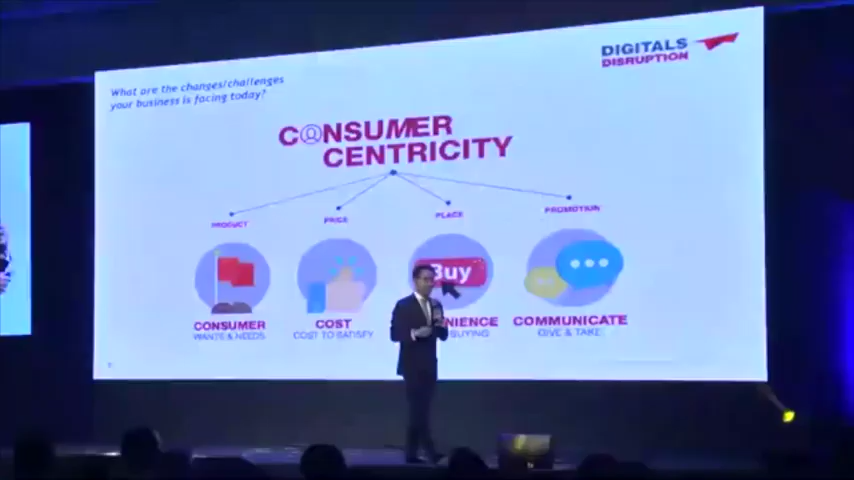 What are the changes/challenges
your business is facing today?
DIGITALS
DISRUPTION
CONSUMER
CENTRICITY
PRODUCT
PRICE
PLACE
PROMOTION
Buy
CONSUMER
WANTS & NEEDS
COST
COST TO SATISFY
NIENCE
BUYING
COMMUNICATE
GIVE & TAKE